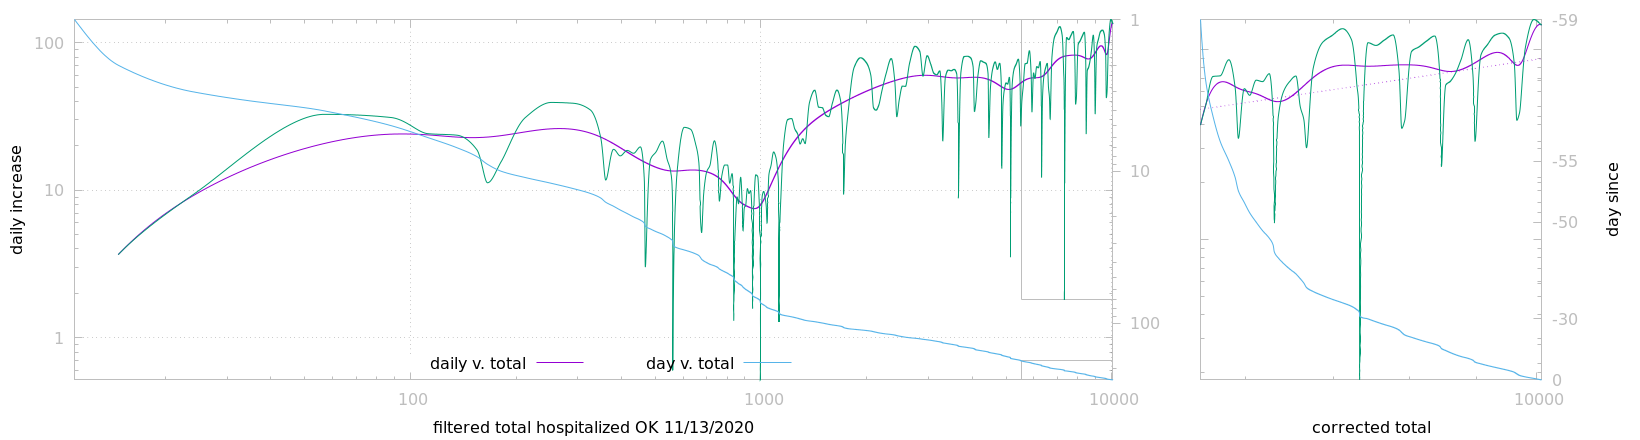 daily increase
100
10
1
daily v. total
day v. total
100
1000
10000
filtered total hospitalized OK 11/13/2020
1
10
100
-59
-55
-50
-30
0
day since
10000
corrected total